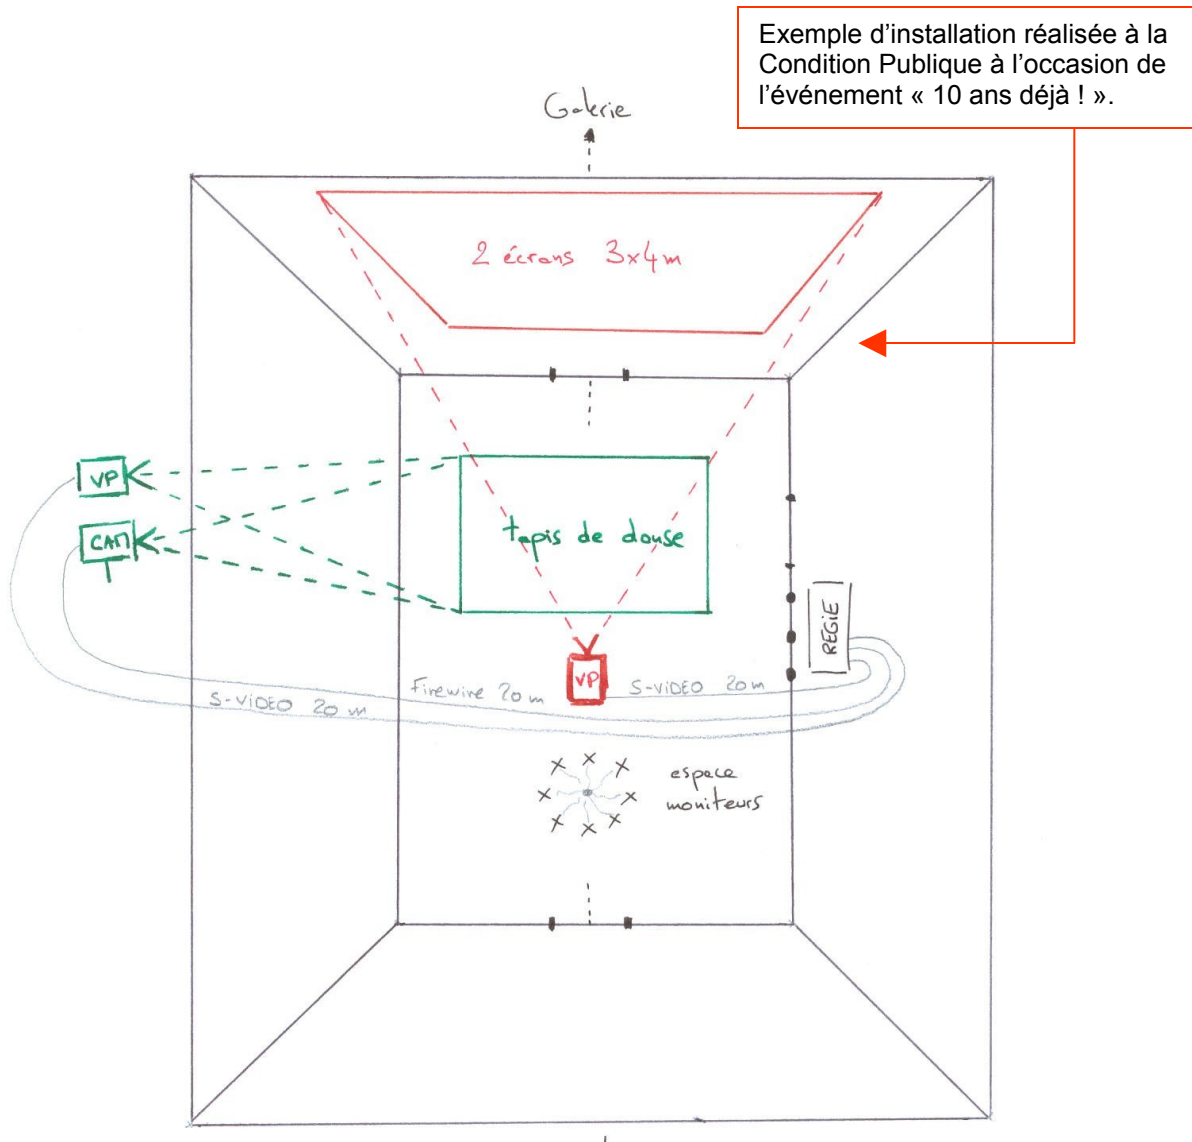 Exemple d’installation réalisée à la
Condition Publique à l’occasion de
l’événement « 10 ans déjà ! ».
Galerie
2 écrans 3x4m
VP
CAM
tapis de danse
REGIE
VP
Firewire 20 m
S-VIDEO 20 m
S-VIDEO 20 m
espace
moniteurs